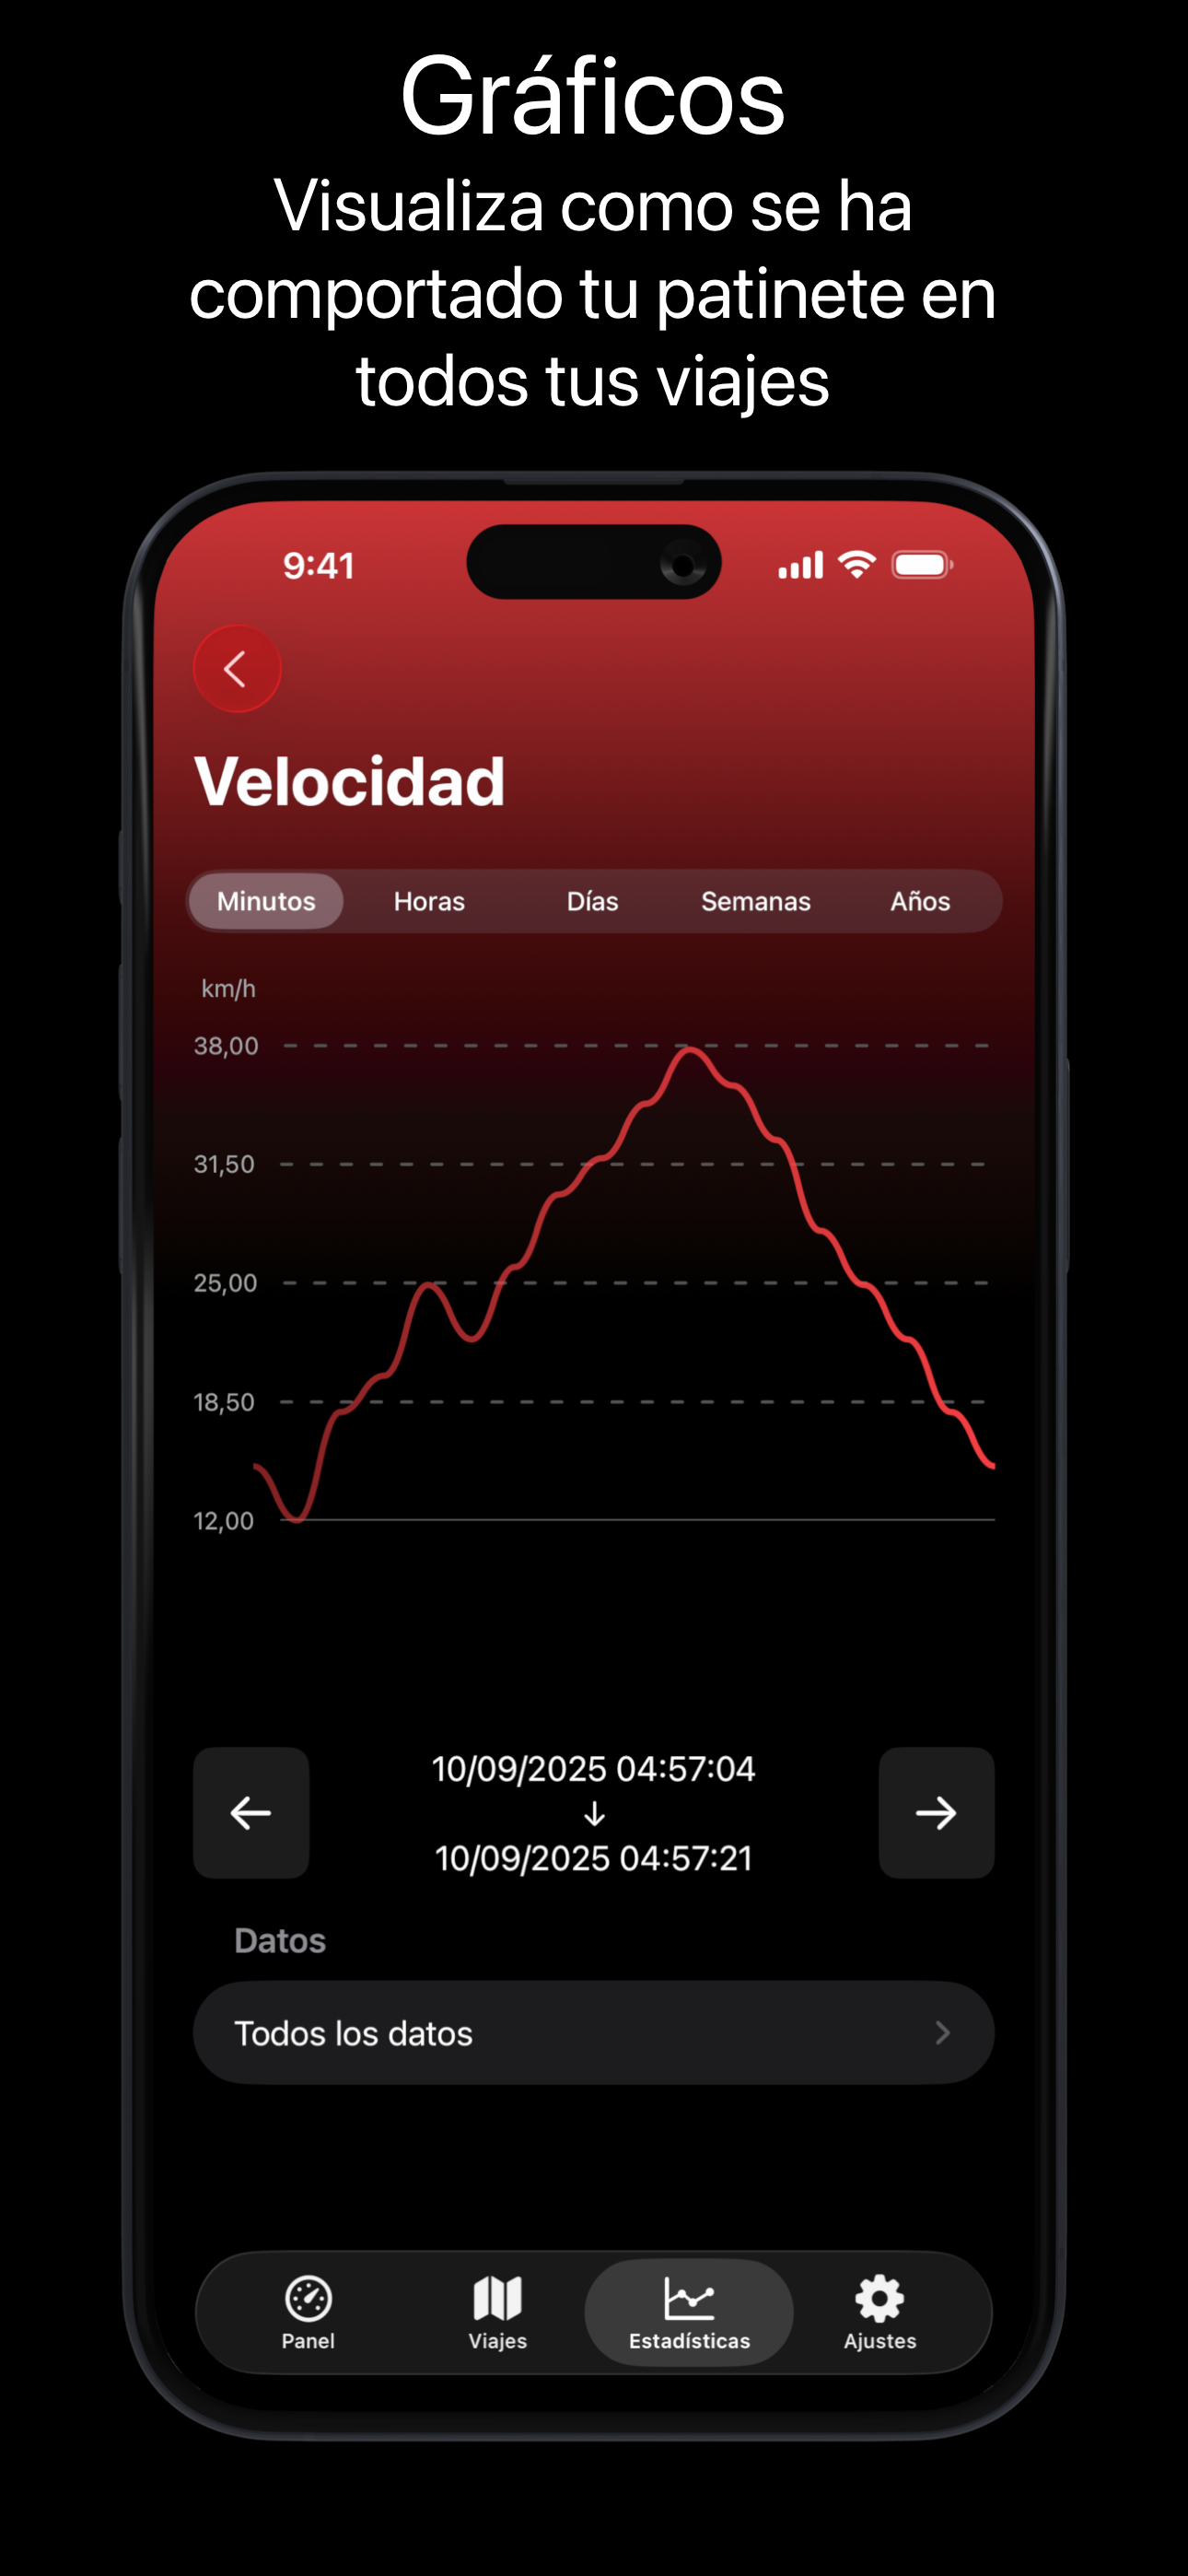 Gráficos
Visualiza como se ha
comportado tu patinete en
todos tus viajes
9:41
Velocidad
Minutos Horas Días Semanas Años
km/h
38,00
31,50
25,00
18,50
12,00
10/09/2025 04:57:04
↓
10/09/2025 04:57:21
Datos
Todos los datos
Panel Viajes Estadísticas Ajustes